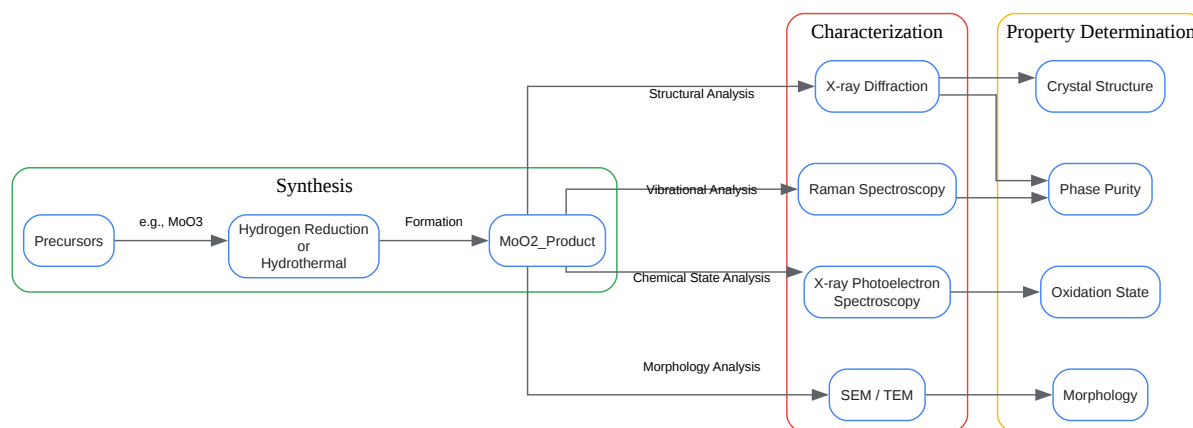 Characterization
Property Determination
Structural Analysis
X-ray Diffraction
Crystal Structure
Synthesis
Vibrational Analysis
Raman Spectroscopy
Phase Purity
Precursors
e.g., MoO3
Hydrogen Reduction
or
Hydrothermal
Formation
MoO2_Product
Chemical State Analysis
X-ray Photoelectron
Spectroscopy
Oxidation State
Morphology Analysis
SEM / TEM
Morphology